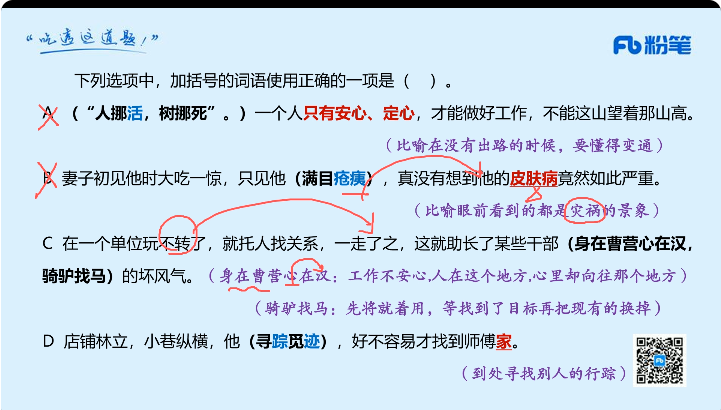 “吃透这道题！”
粉笔
下列选项中，加括号的词语使用正确的一项是（　）。
A （“人挪活，树挪死”。）一个人只有安心、定心，才能做好工作，不能这山望着那山高。
（比喻在没有出路的时候，要懂得变通）
B 妻子初见他时大吃一惊，只见他（满目疮痍），真没有想到他的皮肤病竟然如此严重。
（比喻眼前看到的都是灾祸的景象）
C 在一个单位玩不转了，就托人找关系，一走了之，这就助长了某些干部（身在曹营心在汉，
骑驴找马）的坏风气。（身在曹营心在汉：工作不安心,人在这个地方,心里却向往那个地方）
（骑驴找马：先将就着用，等找到了目标再把现有的换掉）
D 店铺林立，小巷纵横，他（寻踪觅迹），好不容易才找到师傅家。
（到处寻找别人的行踪）